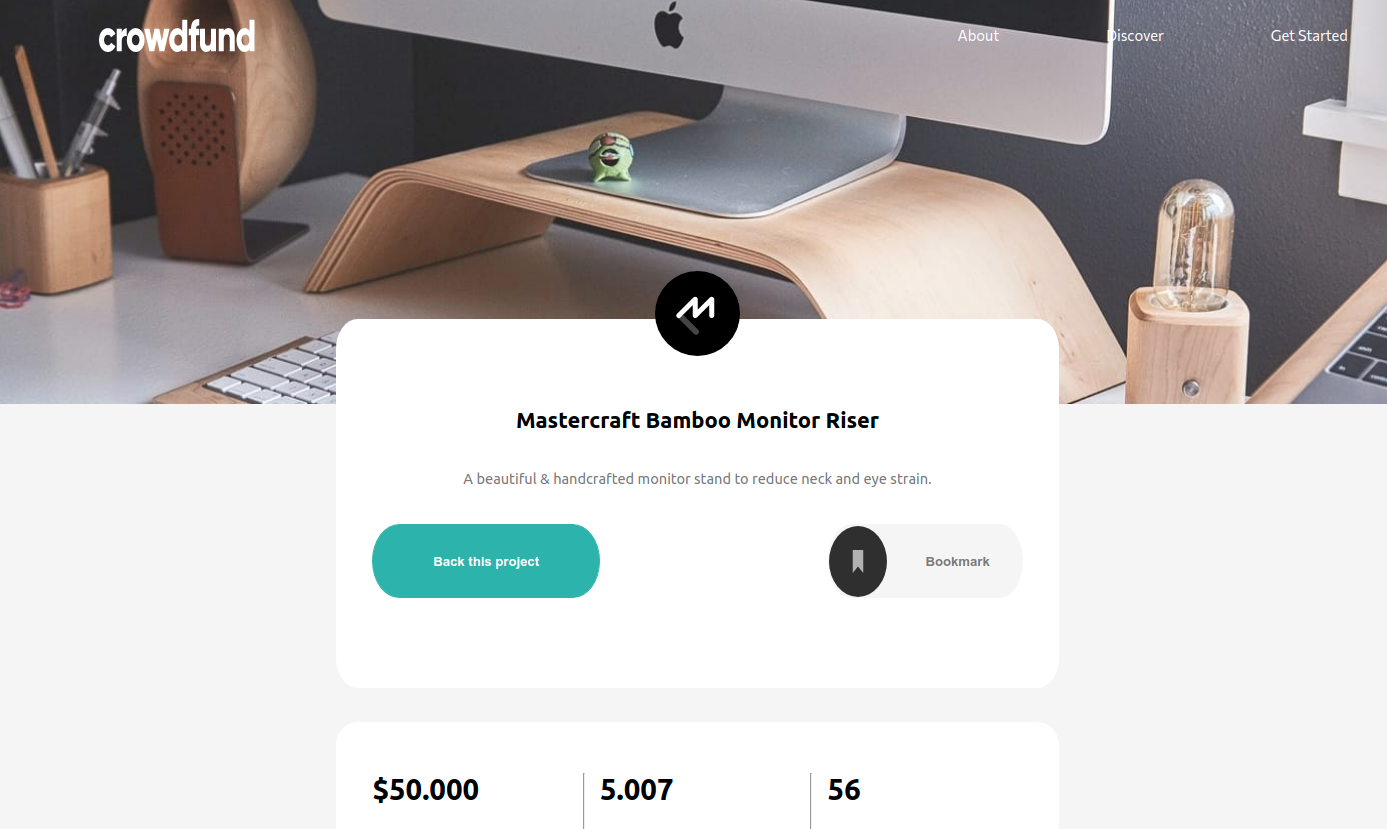 crowdfund
About
Discover
Get Started
Mastercraft Bamboo Monitor Riser
A beautiful & handcrafted monitor stand to reduce neck and eye strain.
Back this project
Bookmark
$50.000
5.007
56